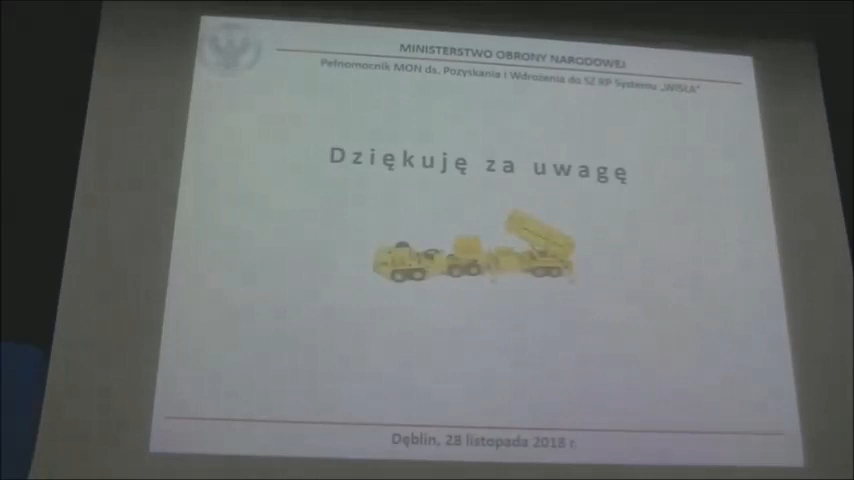 MINISTERSTWO OBRONY NARODOWEJ
Pełnomocnik MON ds. Pozyskania i Wdrożenia do SZ RP Systemu „WISŁA”
Dziękuję za uwagę
Dęblin, 28 listopada 2018 r.